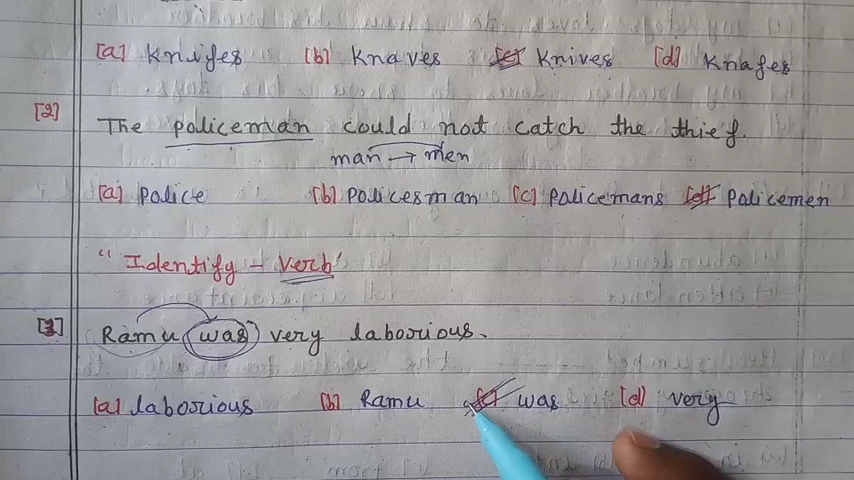 [a] Knuifes (b) Knaves [c] Knives [d] Knafes
[2] The policeman could not catch the thief.
man → men
[a] Police (b) Policesman [c] Policemans [d] Policemen
"Identify - verb"
[3] Ramu was very laborious.
[a] laborious [b] Ramu [c] was [d] very